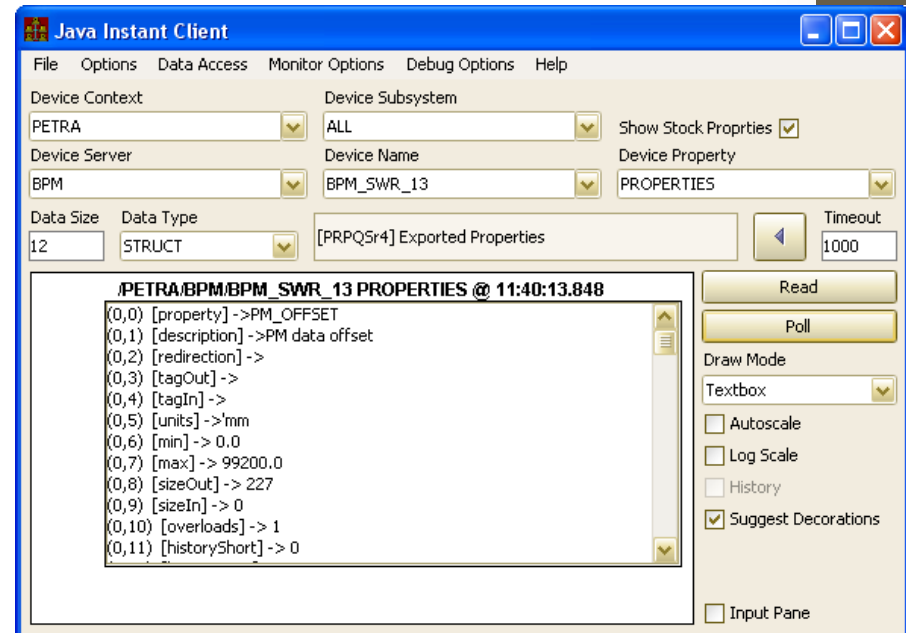 Java Instant Client
File Options Data Access Monitor Options Debug Options Help
Device Context Device Subsystem
PETRA ALL Show Stock Proprties
Device Server Device Name Device Property
BPM BPM_SWR_13 PROPERTIES
Data Size Data Type Timeout
12 STRUCT [PRPQSr4] Exported Properties 1000
/PETRA/BPM/BPM_SWR_13 PROPERTIES @ 11:40:13.848
Read
(0,0) [property] ->PM_OFFSET
(0,1) [description] ->PM data offset
Poll
(0,2) [redirection] ->
Draw Mode
(0,3) [tagOut] ->
(0,4) [tagIn] ->
Textbox
(0,5) [units] ->'mm
Autoscale
(0,6) [min] -> 0.0
(0,7) [max] -> 99200.0
Log Scale
(0,8) [sizeOut] -> 227
History
(0,9) [sizeIn] -> 0
(0,10) [overloads] -> 1
Suggest Decorations
(0,11) [historyShort] -> 0
Input Pane